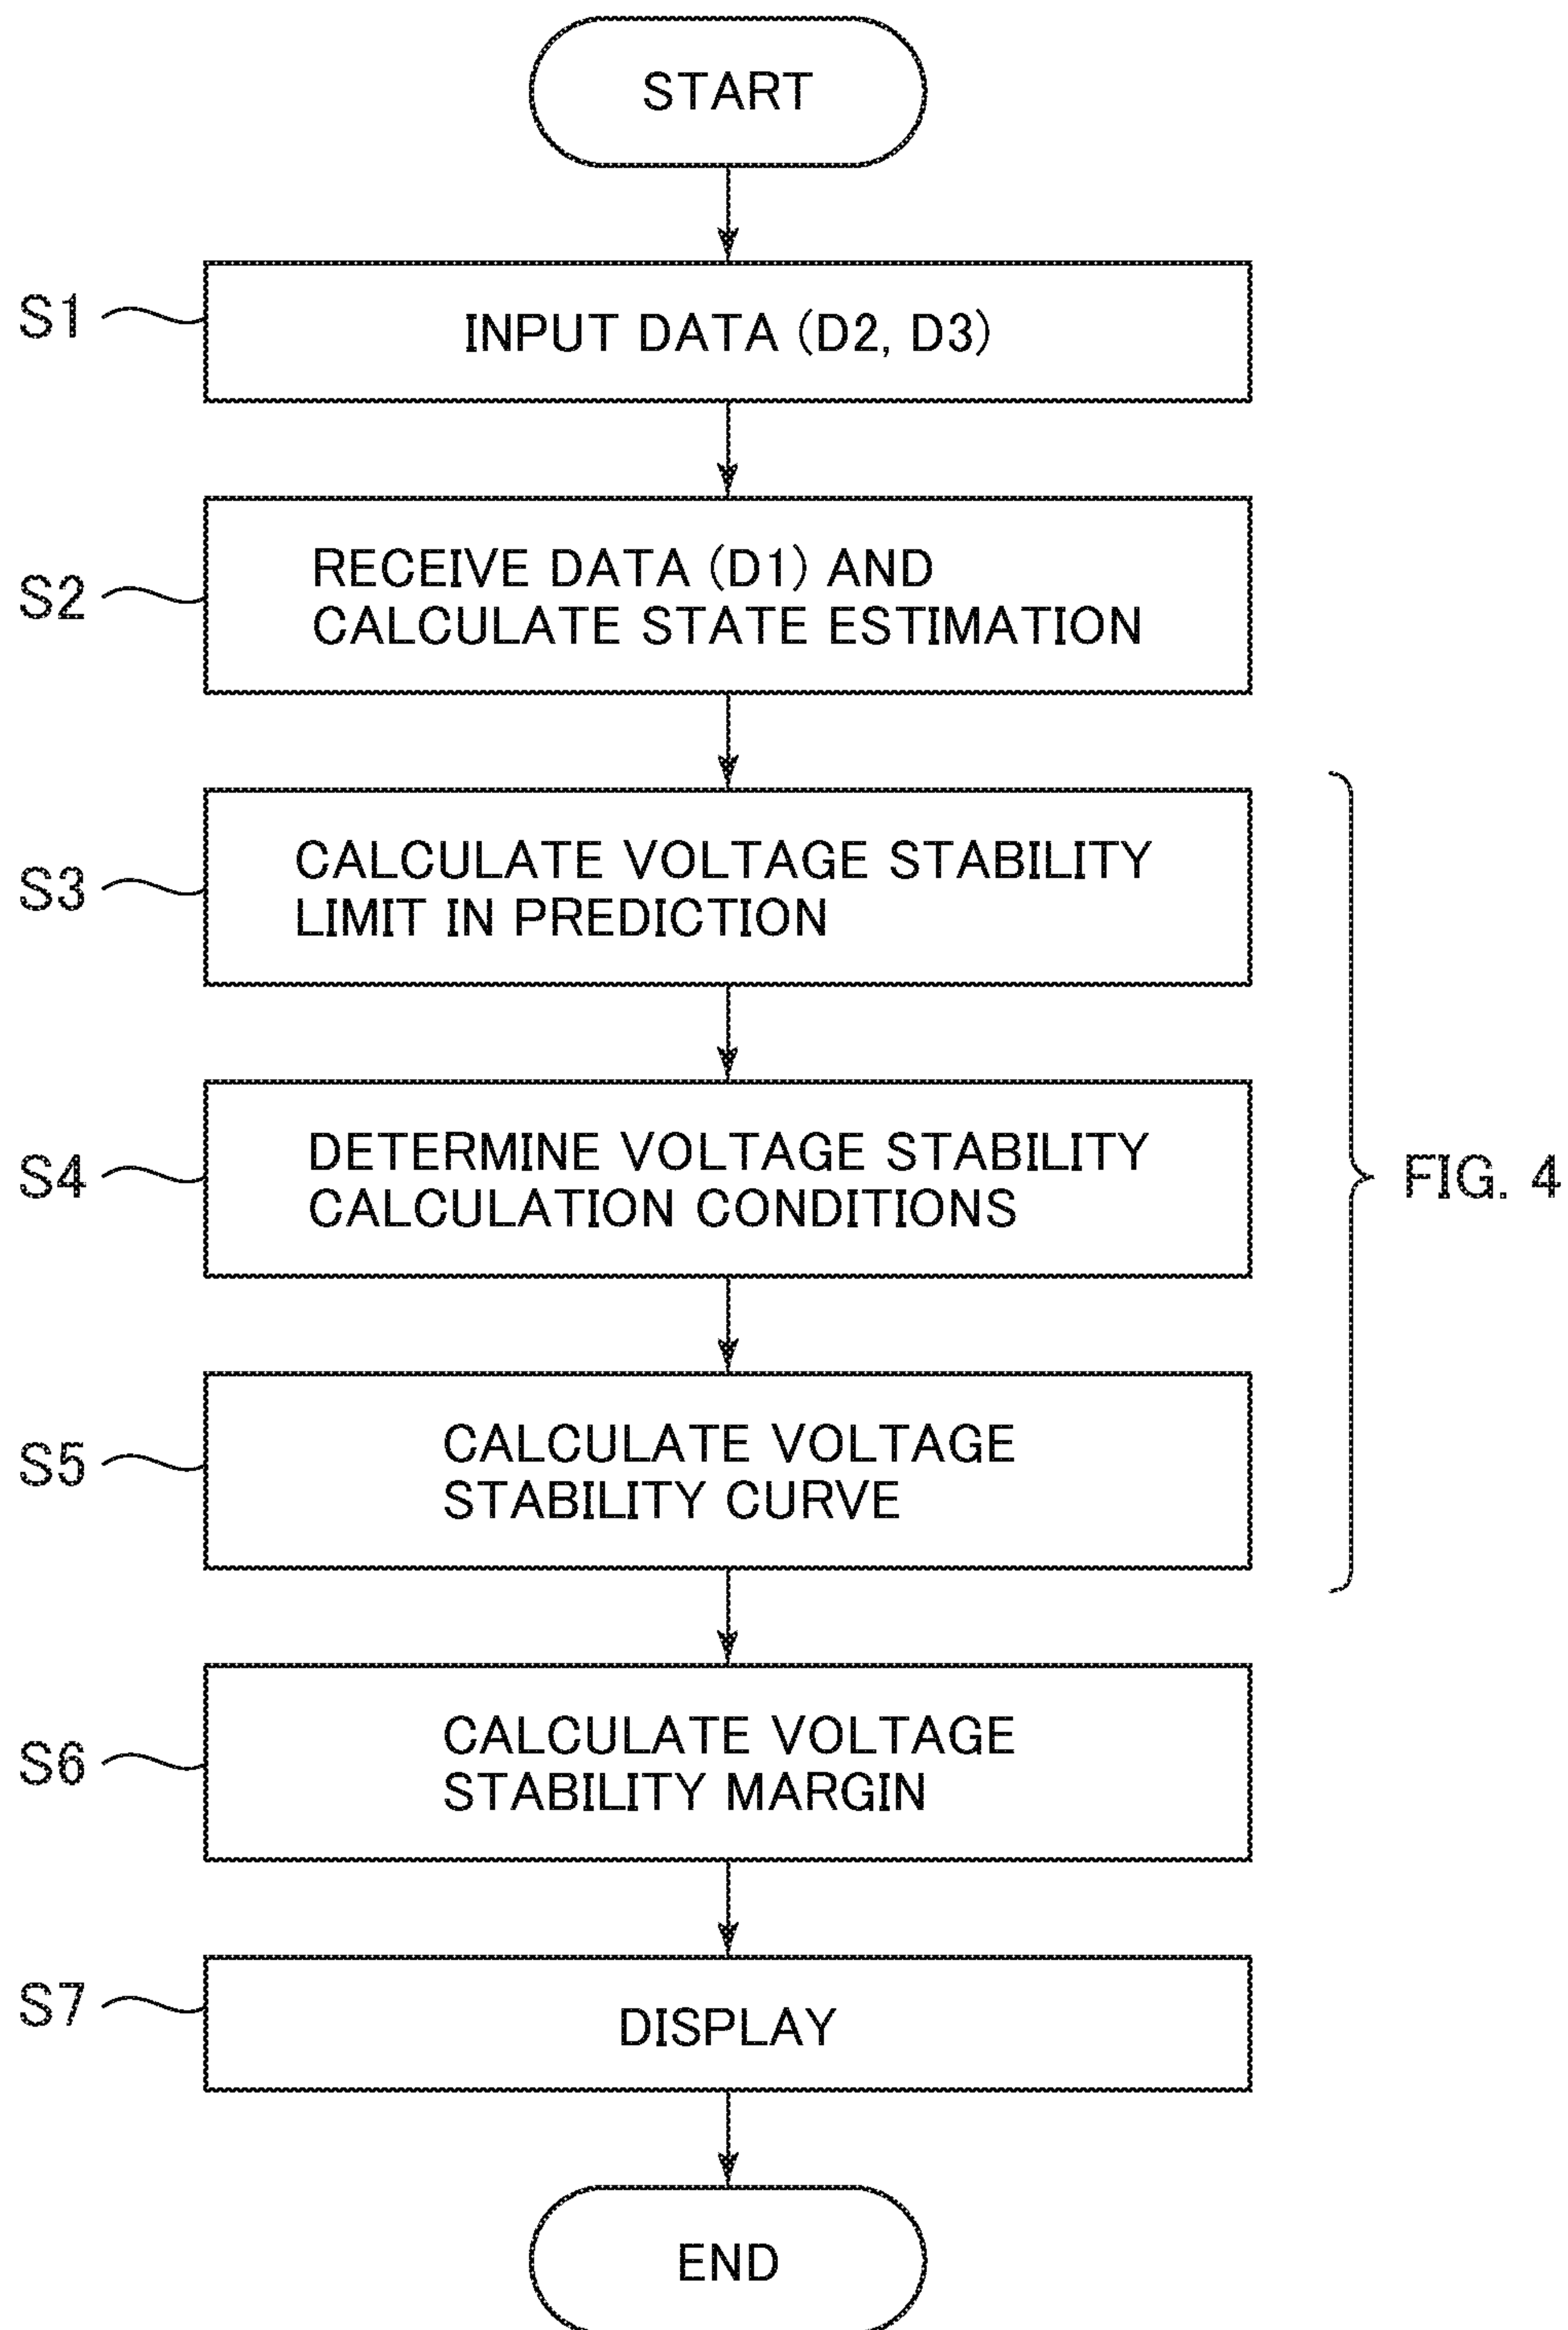 START
S1
INPUT DATA (D2, D3)
S2
RECEIVE DATA (D1) AND
CALCULATE STATE ESTIMATION
S3
CALCULATE VOLTAGE STABILITY
LIMIT IN PREDICTION
S4
DETERMINE VOLTAGE STABILITY
CALCULATION CONDITIONS
FIG. 4
S5
CALCULATE VOLTAGE
STABILITY CURVE
S6
CALCULATE VOLTAGE
STABILITY MARGIN
S7
DISPLAY
END